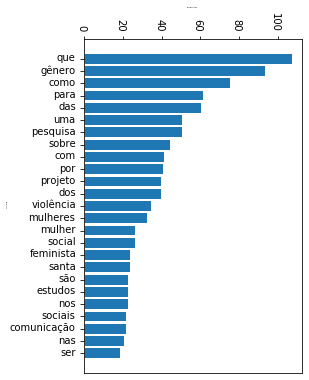 0 20 40 60 80 100
que
gênero
como
para
das
uma
pesquisa
sobre
com
por
projeto
dos
violência
mulheres
mulher
social
feminista
santa
são
estudos
nos
sociais
comunicação
nas
ser